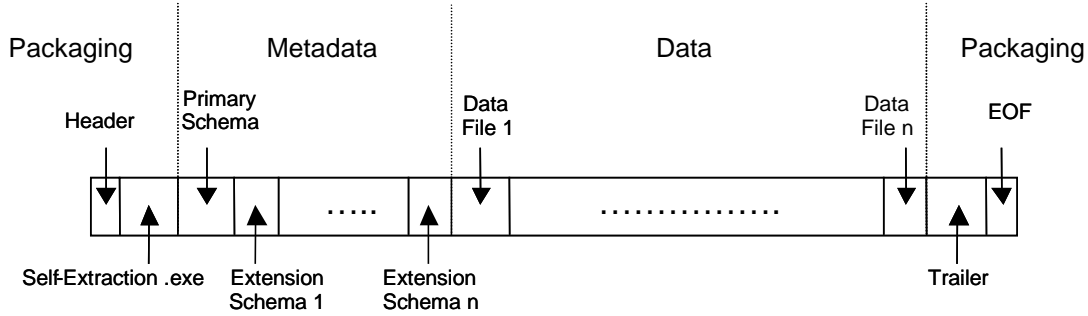 Packaging
Metadata
Data
Packaging
Header
Primary
Schema
Data
File 1
Data
File n
EOF
.....
................
Self-Extraction .exe
Extension
Schema 1
Extension
Schema n
Trailer